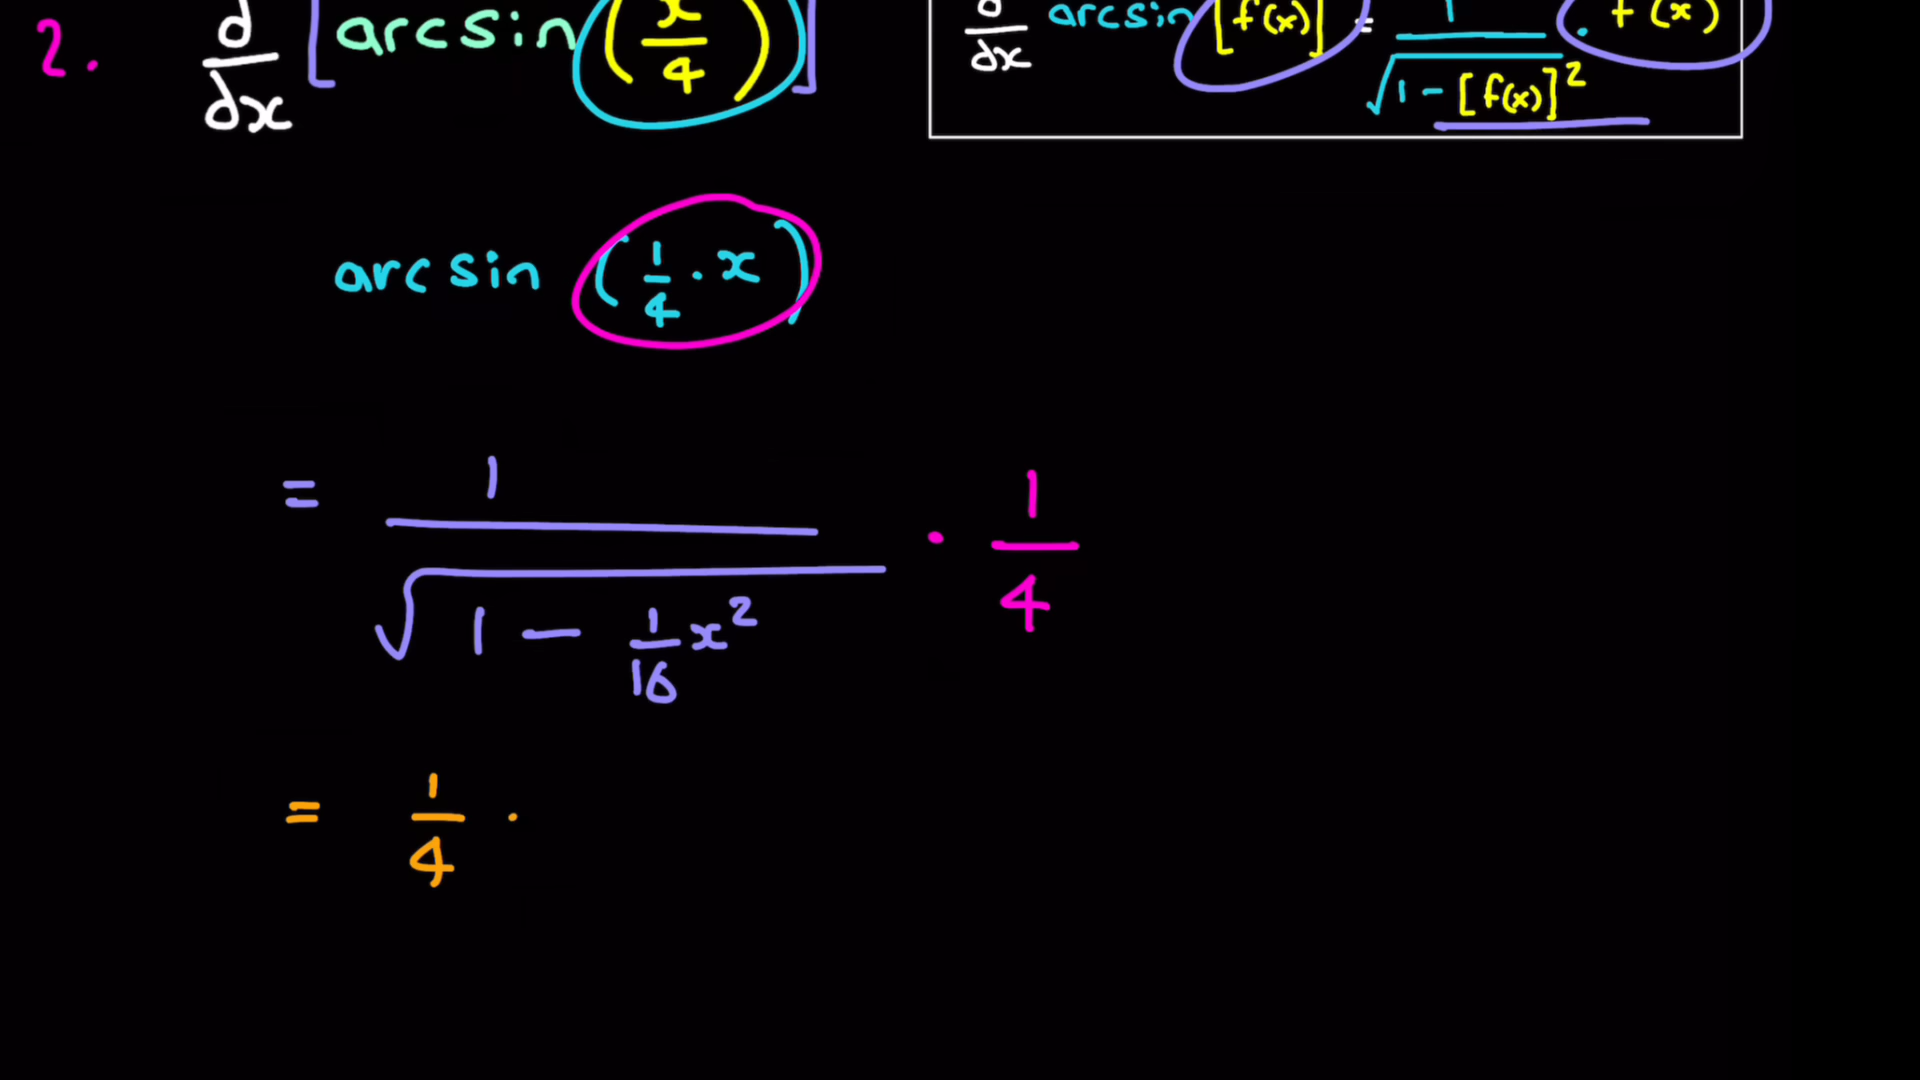 2. d/dx [arcsin(x/4)]
d/dx arcsin[f(x)] = 1/√(1 - [f(x)]²) · f'(x)
arcsin (1/4 · x)
= 1/√(1 - 1/16 x²) · 1/4
= 1/4 ·